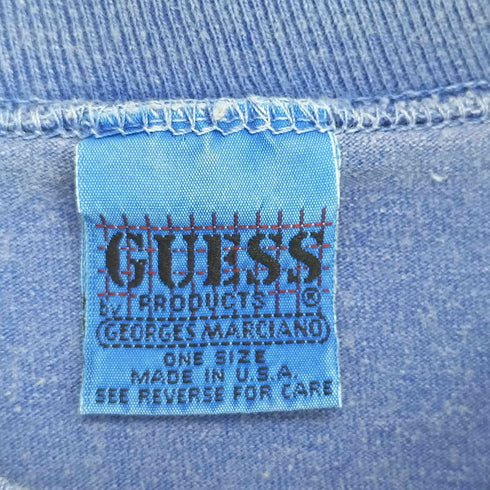 GUESS
PRODUCTS ®
BY GEORGES MARCIANO
ONE SIZE
MADE IN U.S.A.
SEE REVERSE FOR CARE